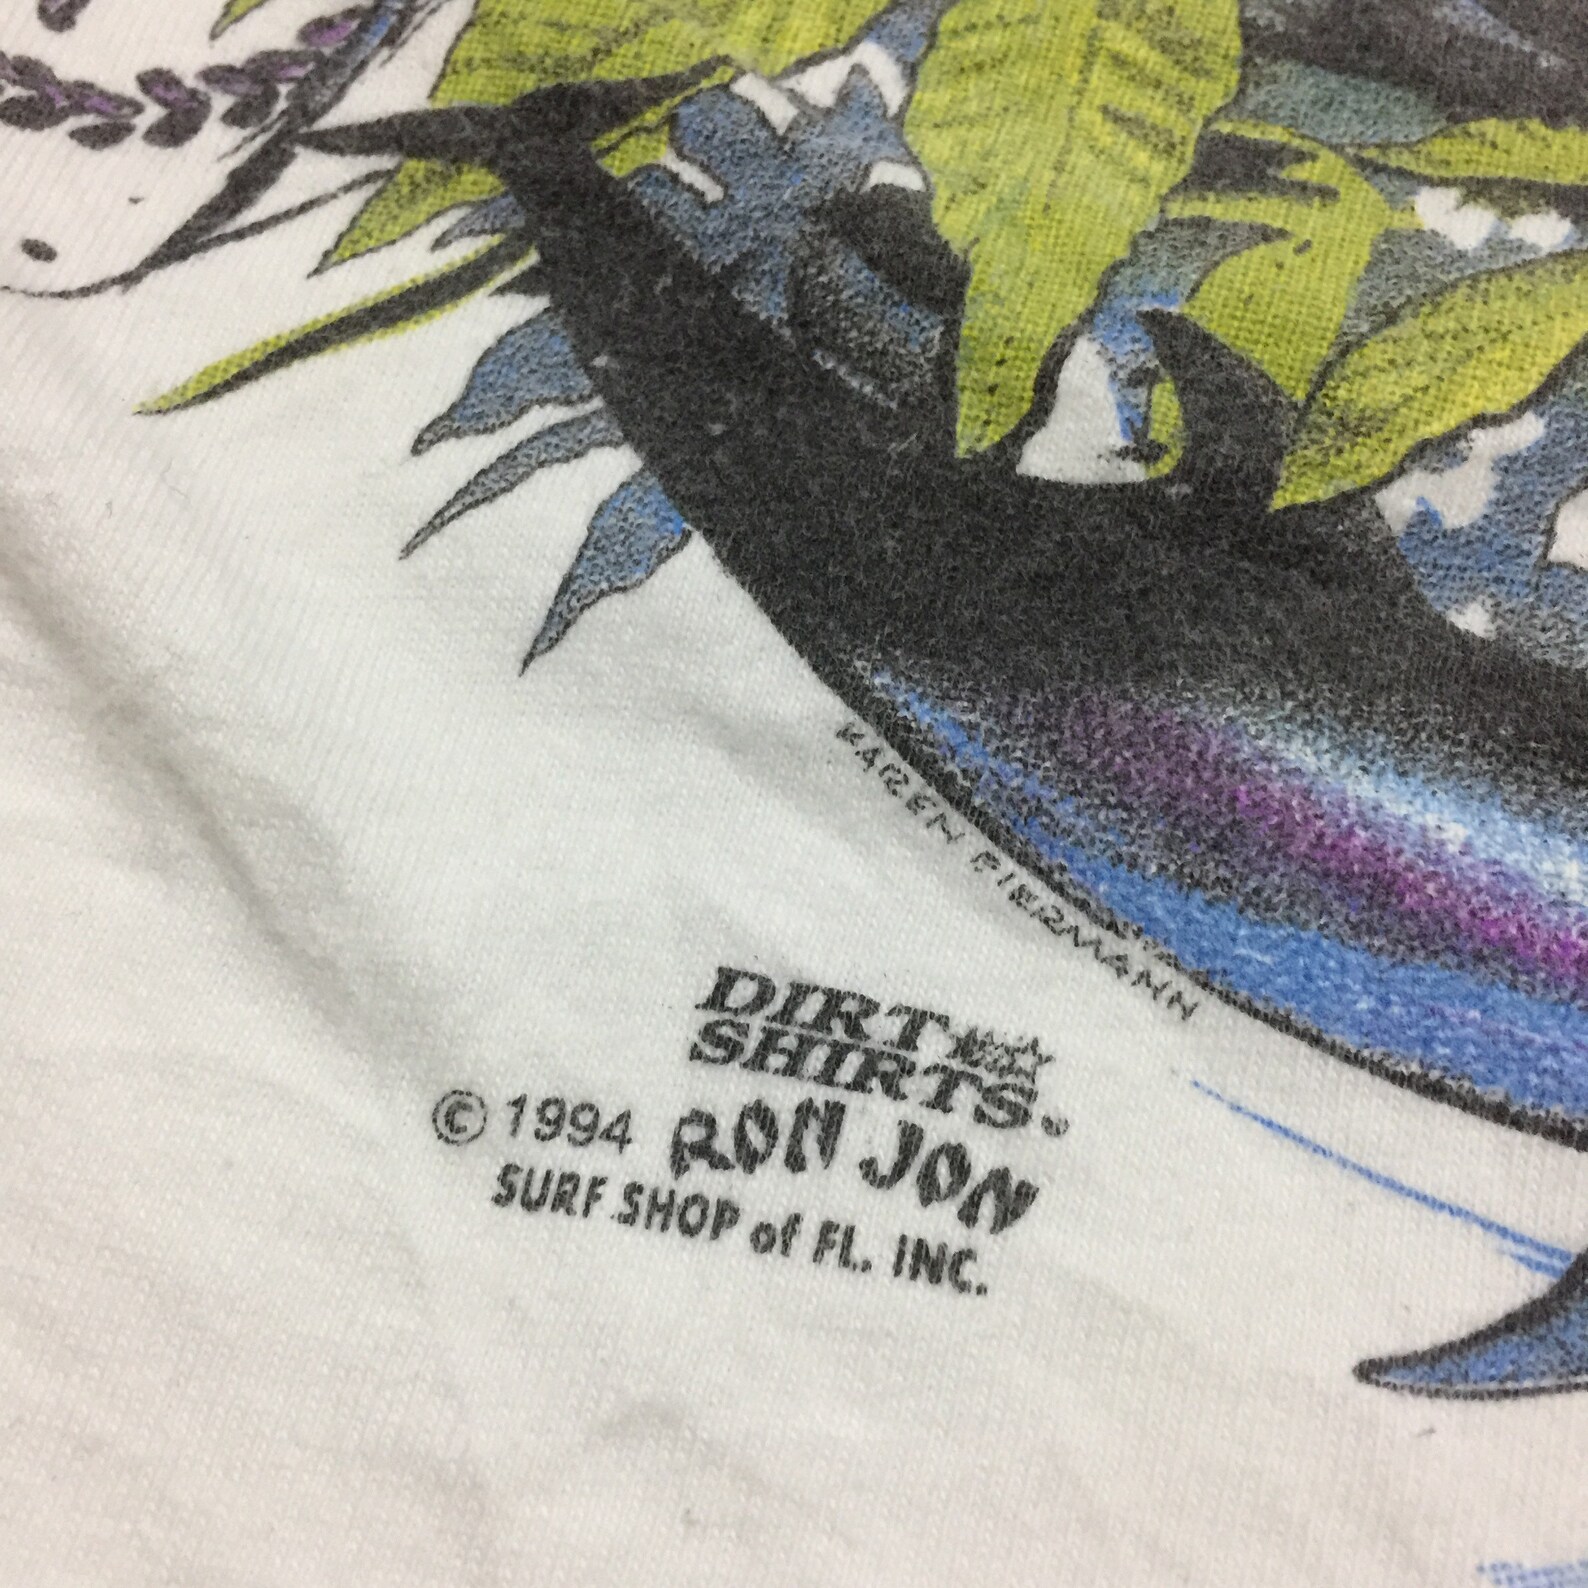 KAREN BIERMANN
DIRT
SHIRTS.
© 1994 RON JON
SURF SHOP of FL. INC.